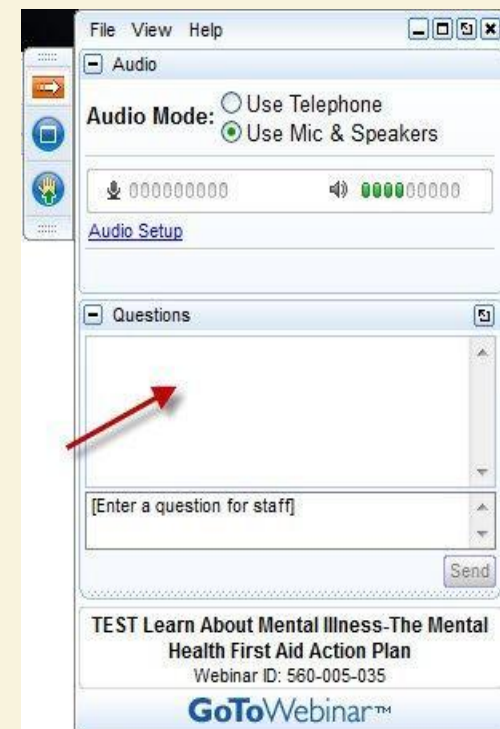 File View Help
Audio
Audio Mode: Use Telephone
Use Mic & Speakers
Audio Setup
Questions
[Enter a question for staff]
Send
TEST Learn About Mental Illness-The Mental
Health First Aid Action Plan
Webinar ID: 560-005-035
GoToWebinar™